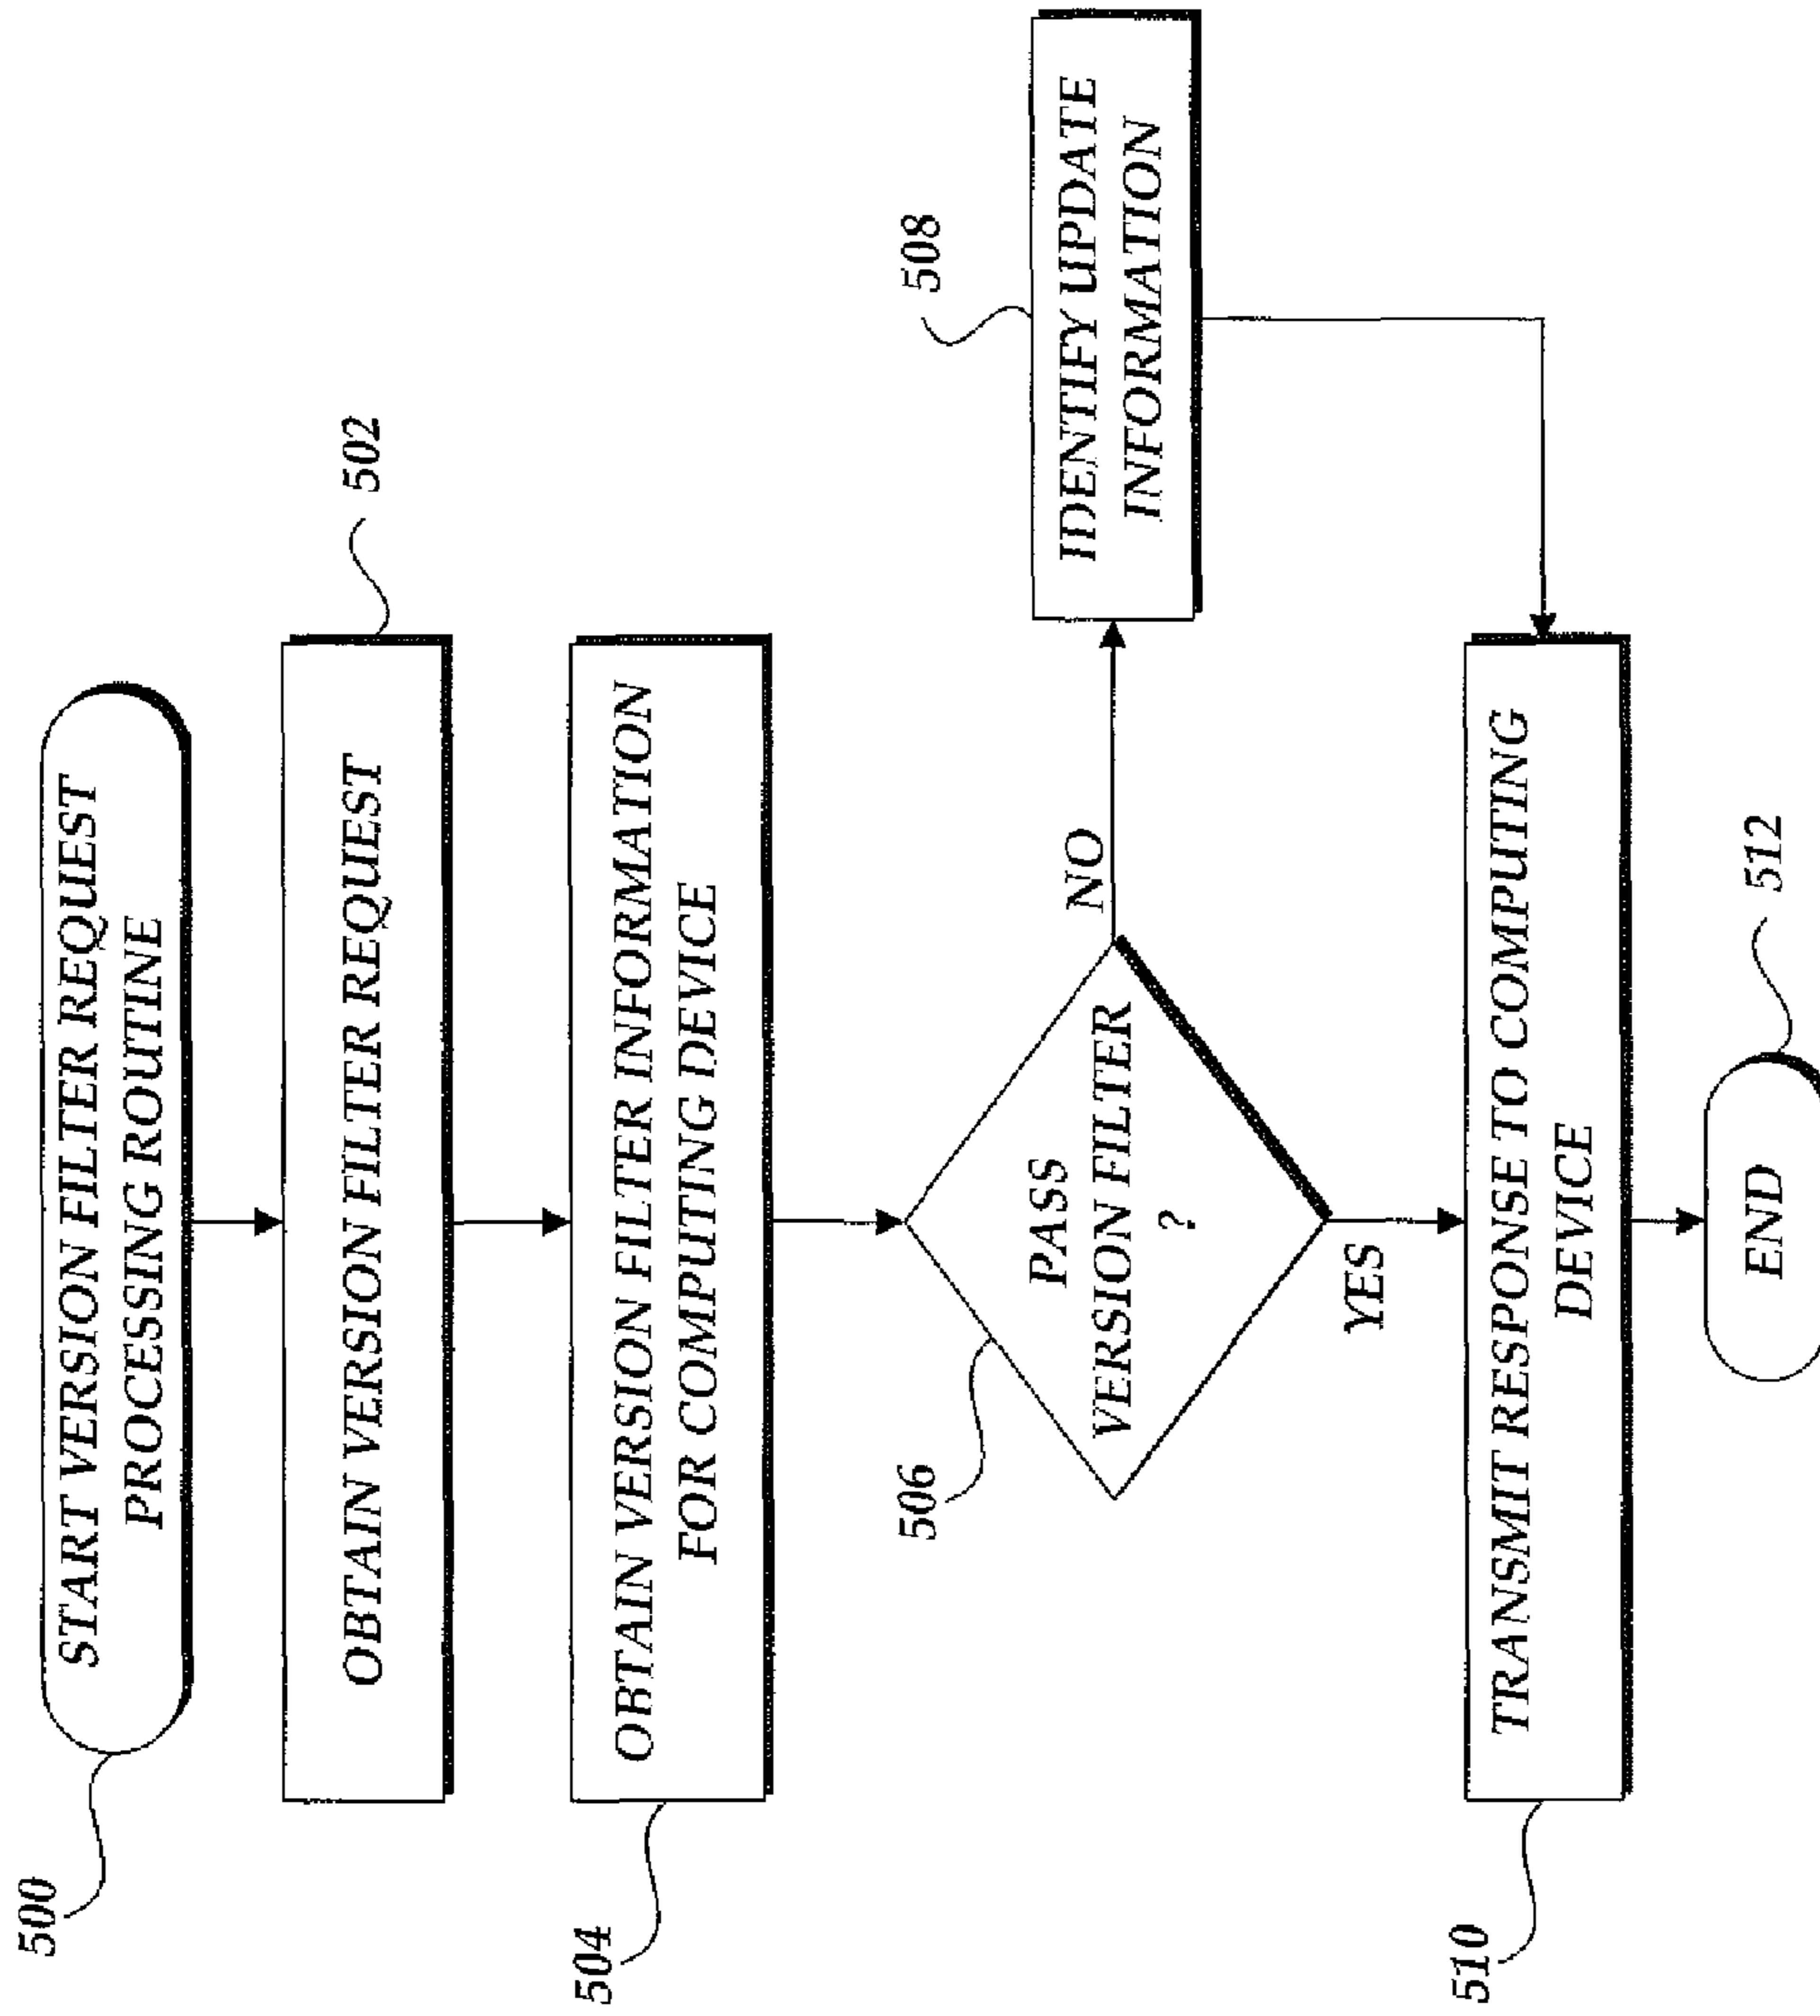 500
START VERSION FILTER REQUEST
PROCESSING ROUTINE
OBTAIN VERSION FILTER REQUEST
502
504
OBTAIN VERSION FILTER INFORMATION
FOR COMPUTING DEVICE
506
PASS
VERSION FILTER
?
NO
508
IDENTIFY UPDATE
INFORMATION
YES
510
TRANSMIT RESPONSE TO COMPUTING
DEVICE
END
512